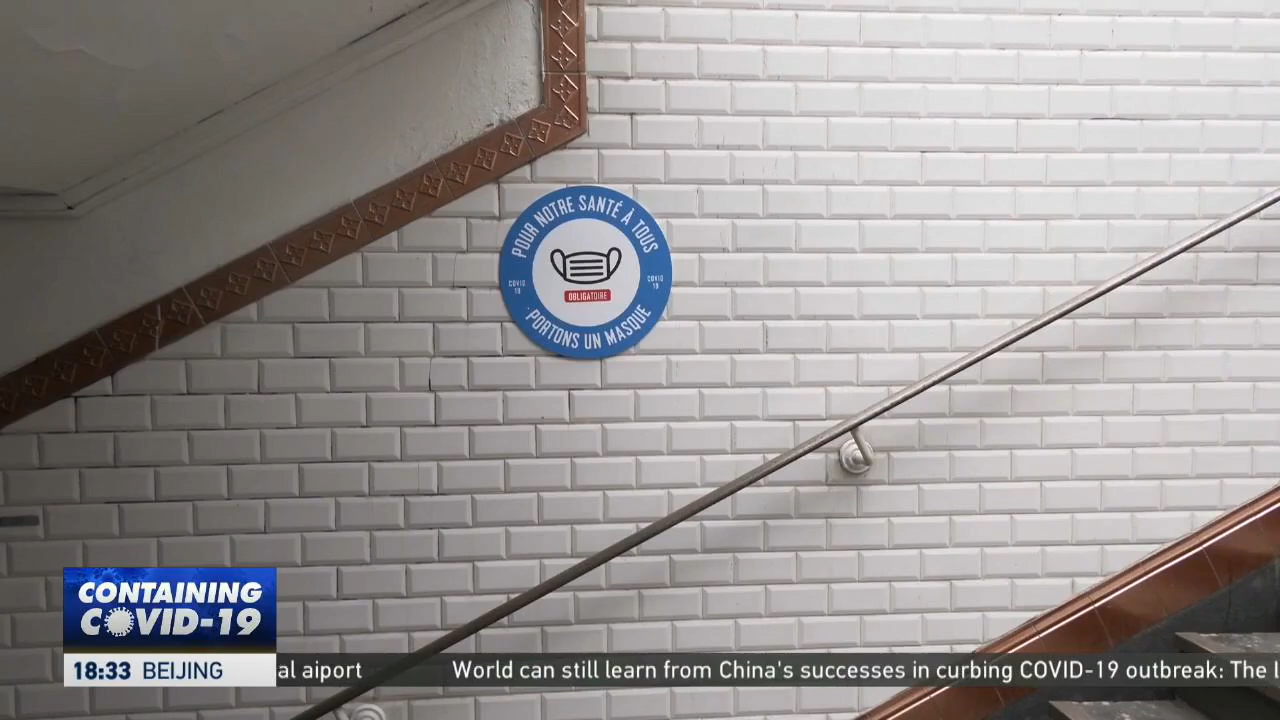 POUR NOTRE SANTÉ À TOUS
COVID
19
COVID
19
OBLIGATOIRE
PORTONS UN MASQUE
CONTAINING
COVID-19
18:33 BEIJING
al aiport
World can still learn from China's successes in curbing COVID-19 outbreak: The